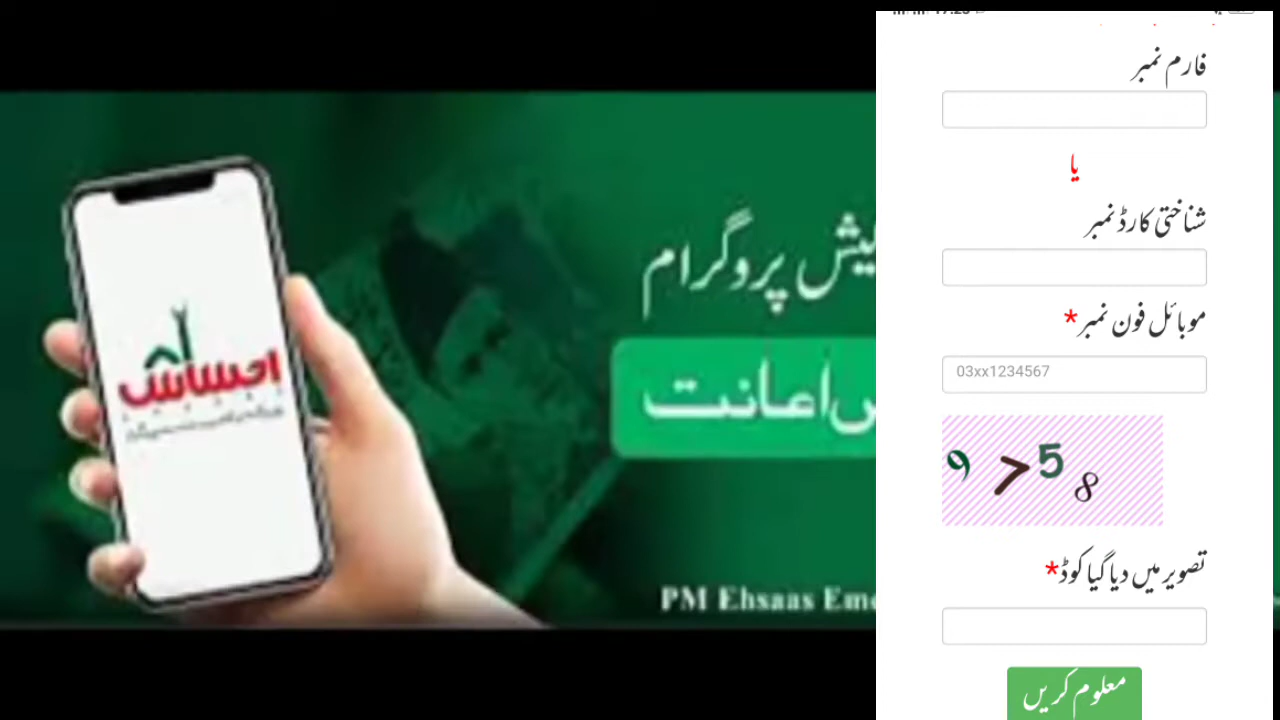 یش پروگرام
اعانت
احساس
PM Ehsaas Eme
فارم نمبر
یا
شناختی کارڈ نمبر
موبائل فون نمبر*
03xx1234567
9 7 5 8
تصویر میں دیا گیا کوڈ*
معلوم کریں